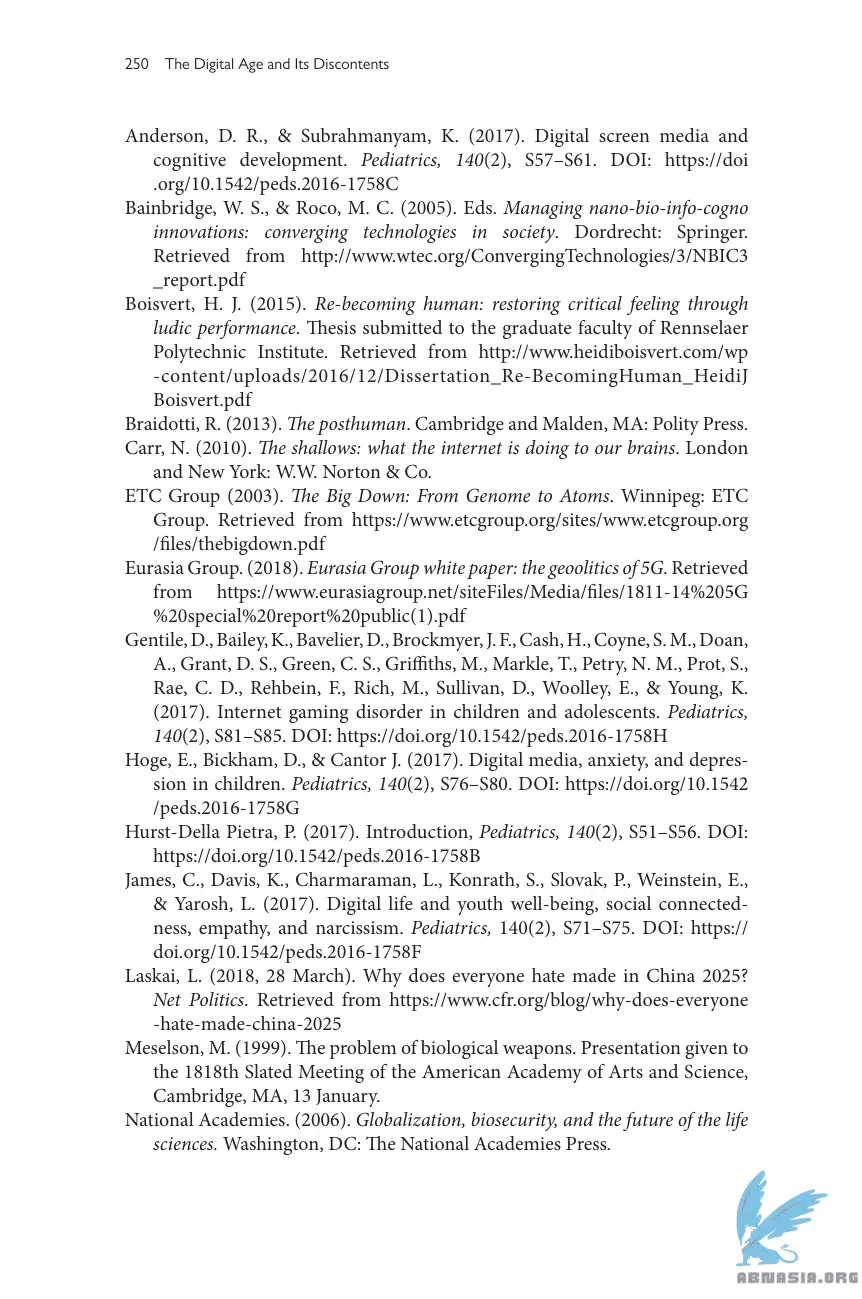 250 The Digital Age and Its Discontents
Anderson, D. R., & Subrahmanyam, K. (2017). Digital screen media and
cognitive development. Pediatrics, 140(2), S57–S61. DOI: https://doi
.org/10.1542/peds.2016-1758C
Bainbridge, W. S., & Roco, M. C. (2005). Eds. Managing nano-bio-info-cogno
innovations: converging technologies in society. Dordrecht: Springer.
Retrieved from http://www.wtec.org/ConvergingTechnologies/3/NBIC3
_report.pdf
Boisvert, H. J. (2015). Re-becoming human: restoring critical feeling through
ludic performance. Thesis submitted to the graduate faculty of Rennselaer
Polytechnic Institute. Retrieved from http://www.heidiboisvert.com/wp
-content/uploads/2016/12/Dissertation_Re-BecomingHuman_HeidiJ
Boisvert.pdf
Braidotti, R. (2013). The posthuman. Cambridge and Malden, MA: Polity Press.
Carr, N. (2010). The shallows: what the internet is doing to our brains. London
and New York: W.W. Norton & Co.
ETC Group (2003). The Big Down: From Genome to Atoms. Winnipeg: ETC
Group. Retrieved from https://www.etcgroup.org/sites/www.etcgroup.org
/files/thebigdown.pdf
Eurasia Group. (2018). Eurasia Group white paper: the geoolitics of 5G. Retrieved
from https://www.eurasiagroup.net/siteFiles/Media/files/1811-14%205G
%20special%20report%20public(1).pdf
Gentile, D., Bailey, K., Bavelier, D., Brockmyer, J. F., Cash, H., Coyne, S. M., Doan,
A., Grant, D. S., Green, C. S., Griffiths, M., Markle, T., Petry, N. M., Prot, S.,
Rae, C. D., Rehbein, F., Rich, M., Sullivan, D., Woolley, E., & Young, K.
(2017). Internet gaming disorder in children and adolescents. Pediatrics,
140(2), S81–S85. DOI: https://doi.org/10.1542/peds.2016-1758H
Hoge, E., Bickham, D., & Cantor J. (2017). Digital media, anxiety, and depres-
sion in children. Pediatrics, 140(2), S76–S80. DOI: https://doi.org/10.1542
/peds.2016-1758G
Hurst-Della Pietra, P. (2017). Introduction, Pediatrics, 140(2), S51–S56. DOI:
https://doi.org/10.1542/peds.2016-1758B
James, C., Davis, K., Charmaraman, L., Konrath, S., Slovak, P., Weinstein, E.,
& Yarosh, L. (2017). Digital life and youth well-being, social connected-
ness, empathy, and narcissism. Pediatrics, 140(2), S71–S75. DOI: https://
doi.org/10.1542/peds.2016-1758F
Laskai, L. (2018, 28 March). Why does everyone hate made in China 2025?
Net Politics. Retrieved from https://www.cfr.org/blog/why-does-everyone
-hate-made-china-2025
Meselson, M. (1999). The problem of biological weapons. Presentation given to
the 1818th Slated Meeting of the American Academy of Arts and Science,
Cambridge, MA, 13 January.
National Academies. (2006). Globalization, biosecurity, and the future of the life
sciences. Washington, DC: The National Academies Press.
ABNASIA.ORG